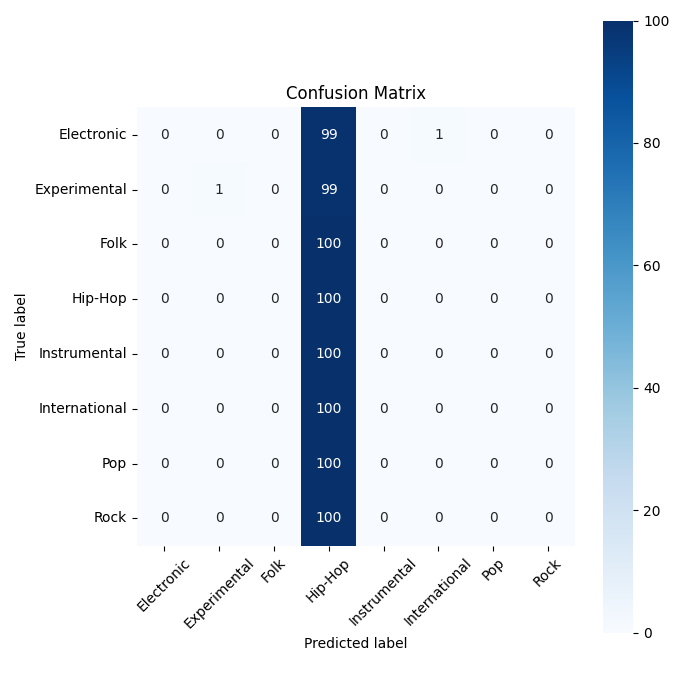 Confusion Matrix
Electronic 0 0 0 99 0 1 0 0
Experimental 0 1 0 99 0 0 0 0
Folk 0 0 0 100 0 0 0 0
Hip-Hop 0 0 0 100 0 0 0 0
Instrumental 0 0 0 100 0 0 0 0
International 0 0 0 100 0 0 0 0
Pop 0 0 0 100 0 0 0 0
Rock 0 0 0 100 0 0 0 0
True label
Electronic Experimental Folk Hip-Hop Instrumental International Pop Rock
Predicted label
100
80
60
40
20
0